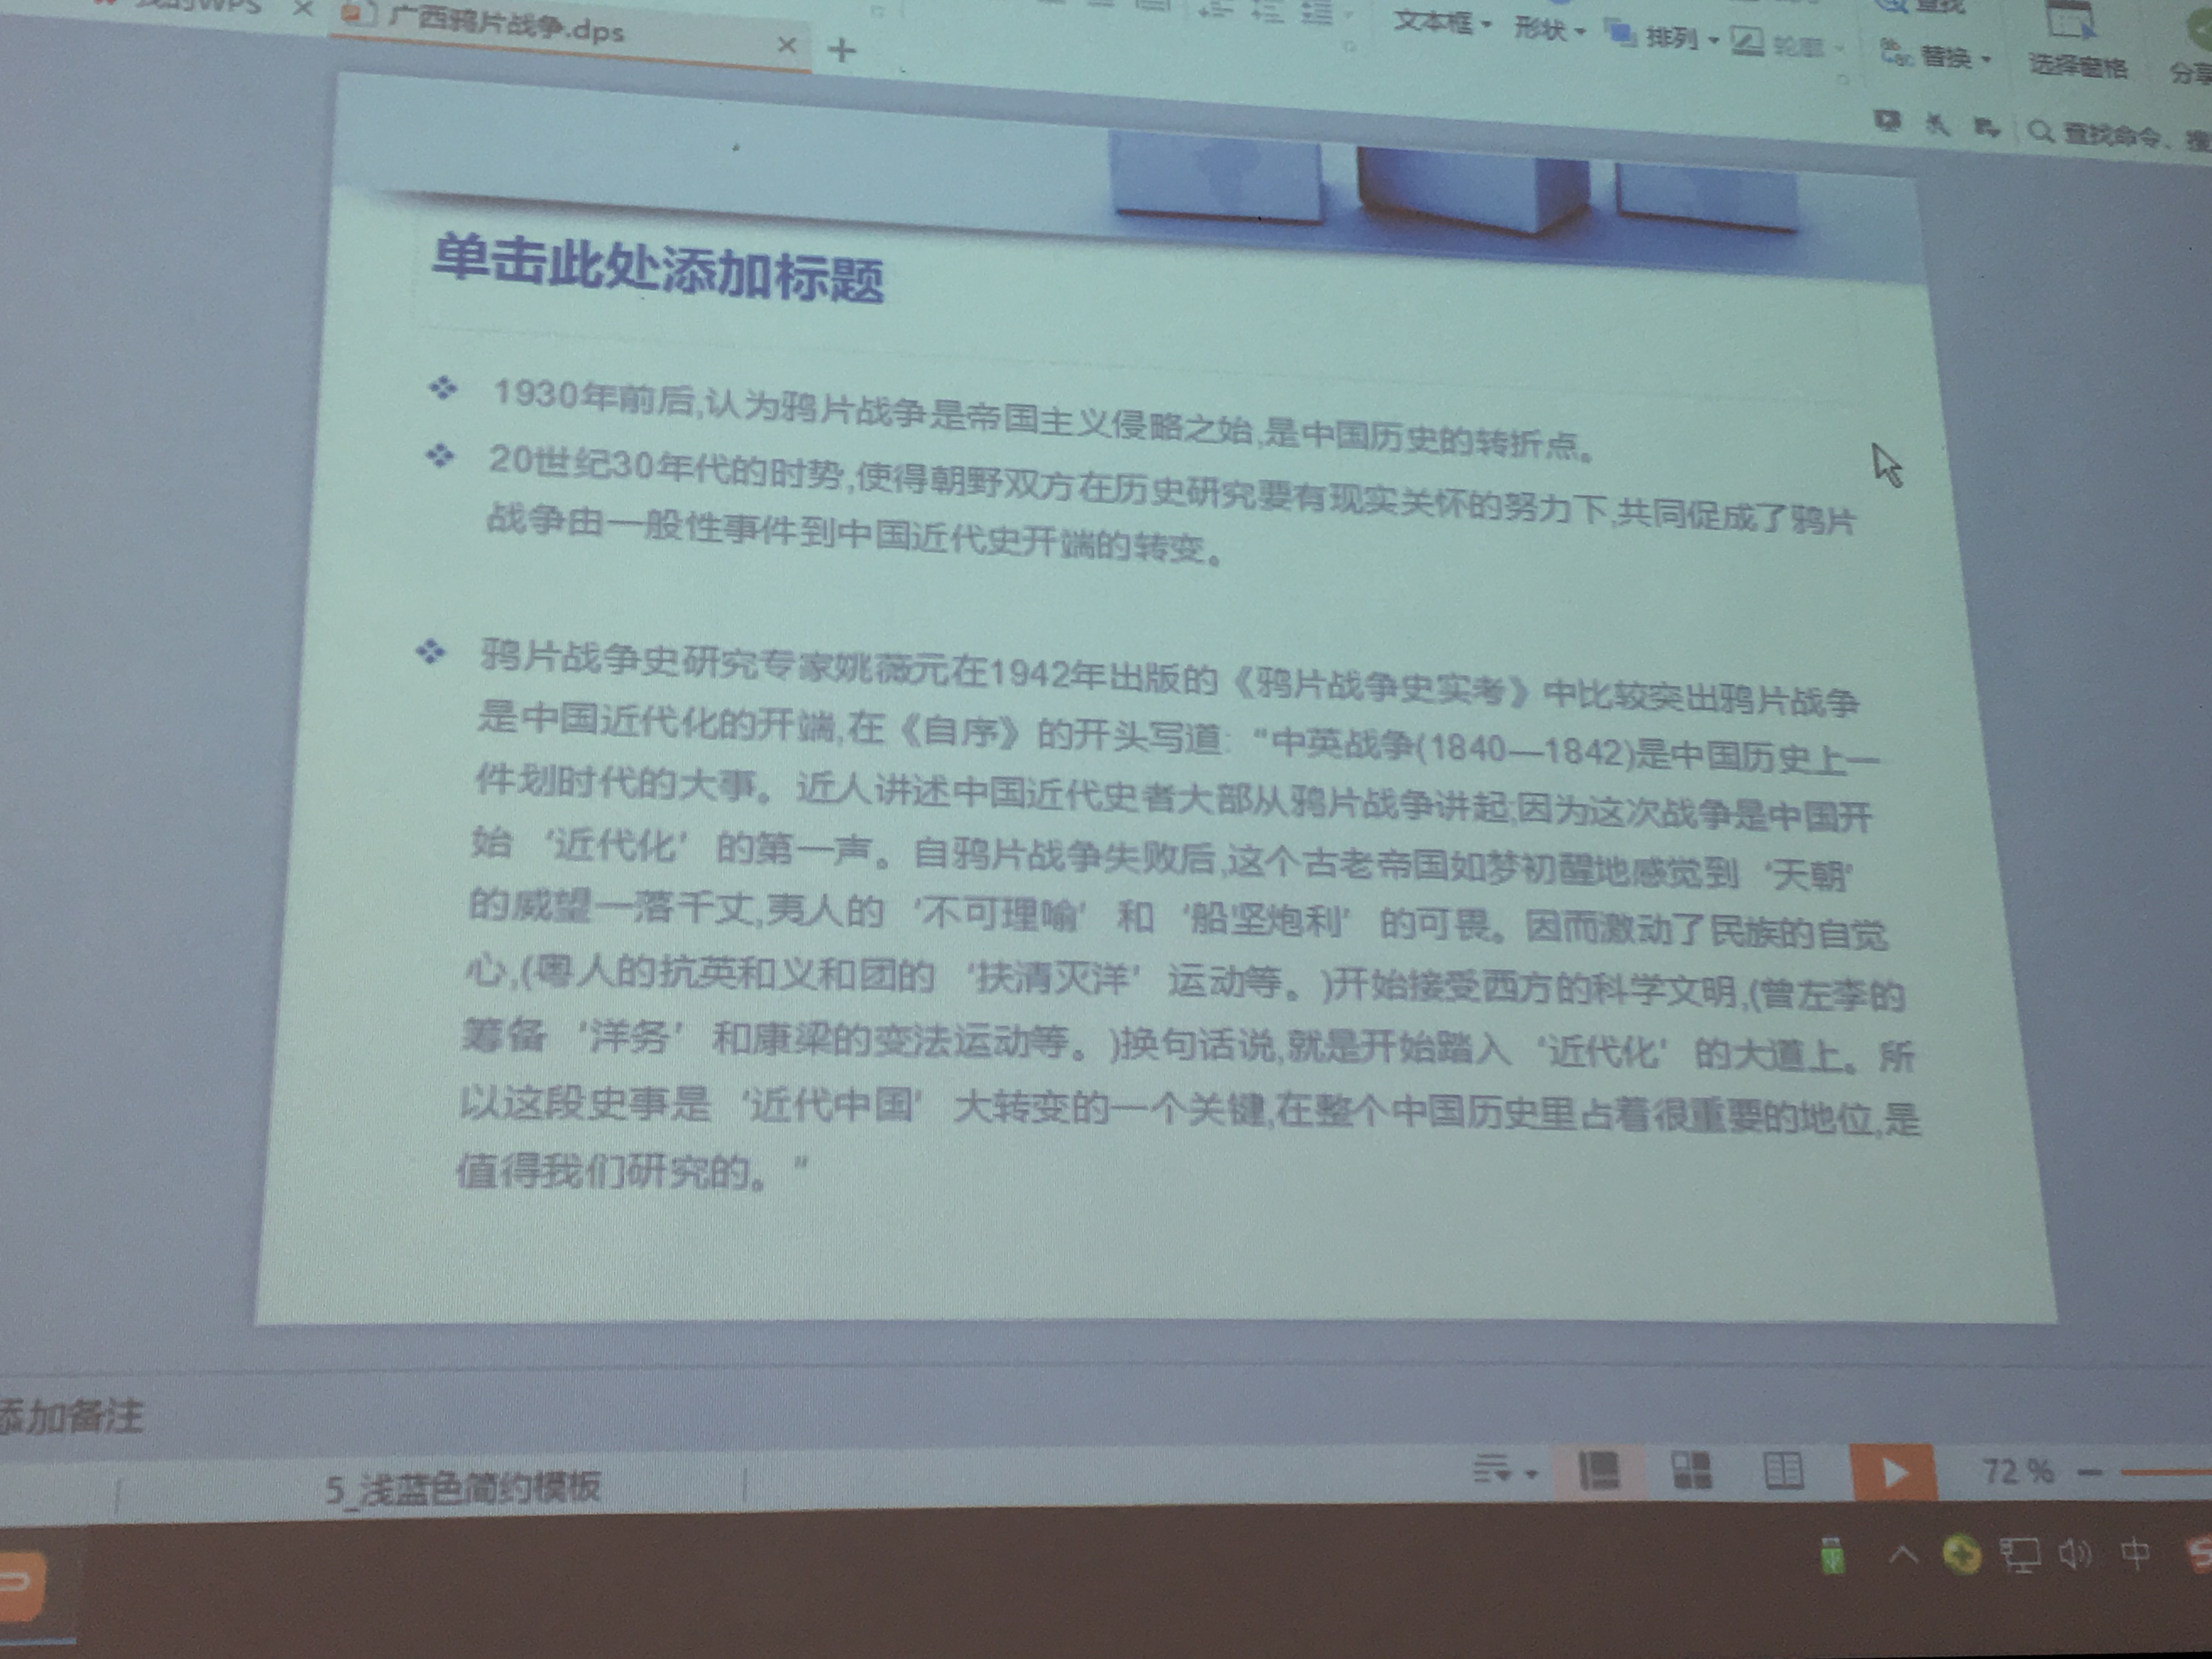 广西鸦片战争.dps
文本框
形状
排列
轮廓
查找
替换
选择窗格
查找命令、
单击此处添加标题
1930年前后,认为鸦片战争是帝国主义侵略之始,是中国历史的转折点。
20世纪30年代的时势,使得朝野双方在历史研究要有现实关怀的努力下,共同促成了鸦片
战争由一般性事件到中国近代史开端的转变。
鸦片战争史研究专家姚薇元在1942年出版的《鸦片战争史实考》中比较突出鸦片战争
是中国近代化的开端,在《自序》的开头写道: “中英战争(1840—1842)是中国历史上一
件划时代的大事。近人讲述中国近代史者大部从鸦片战争讲起;因为这次战争是中国开
始‘近代化’的第一声。自鸦片战争失败后,这个古老帝国如梦初醒地感觉到‘天朝’
的威望一落千丈,夷人的‘不可理喻’和‘船坚炮利’的可畏。因而激动了民族的自觉
心,(粤人的抗英和义和团的‘扶清灭洋’运动等。)开始接受西方的科学文明,(曾左李的
筹备‘洋务’和康梁的变法运动等。)换句话说,就是开始踏入‘近代化’的大道上。所
以这段史事是‘近代中国’大转变的一个关键,在整个中国历史里占着很重要的地位,是
值得我们研究的。”
添加备注
5_浅蓝色简约模板
72 %
中